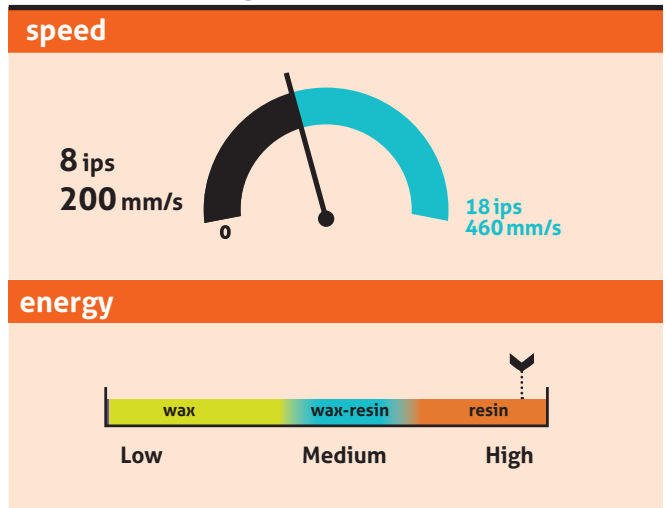 speed
8 ips
200 mm/s
0
18 ips
460 mm/s
energy
wax wax-resin resin
Low Medium High